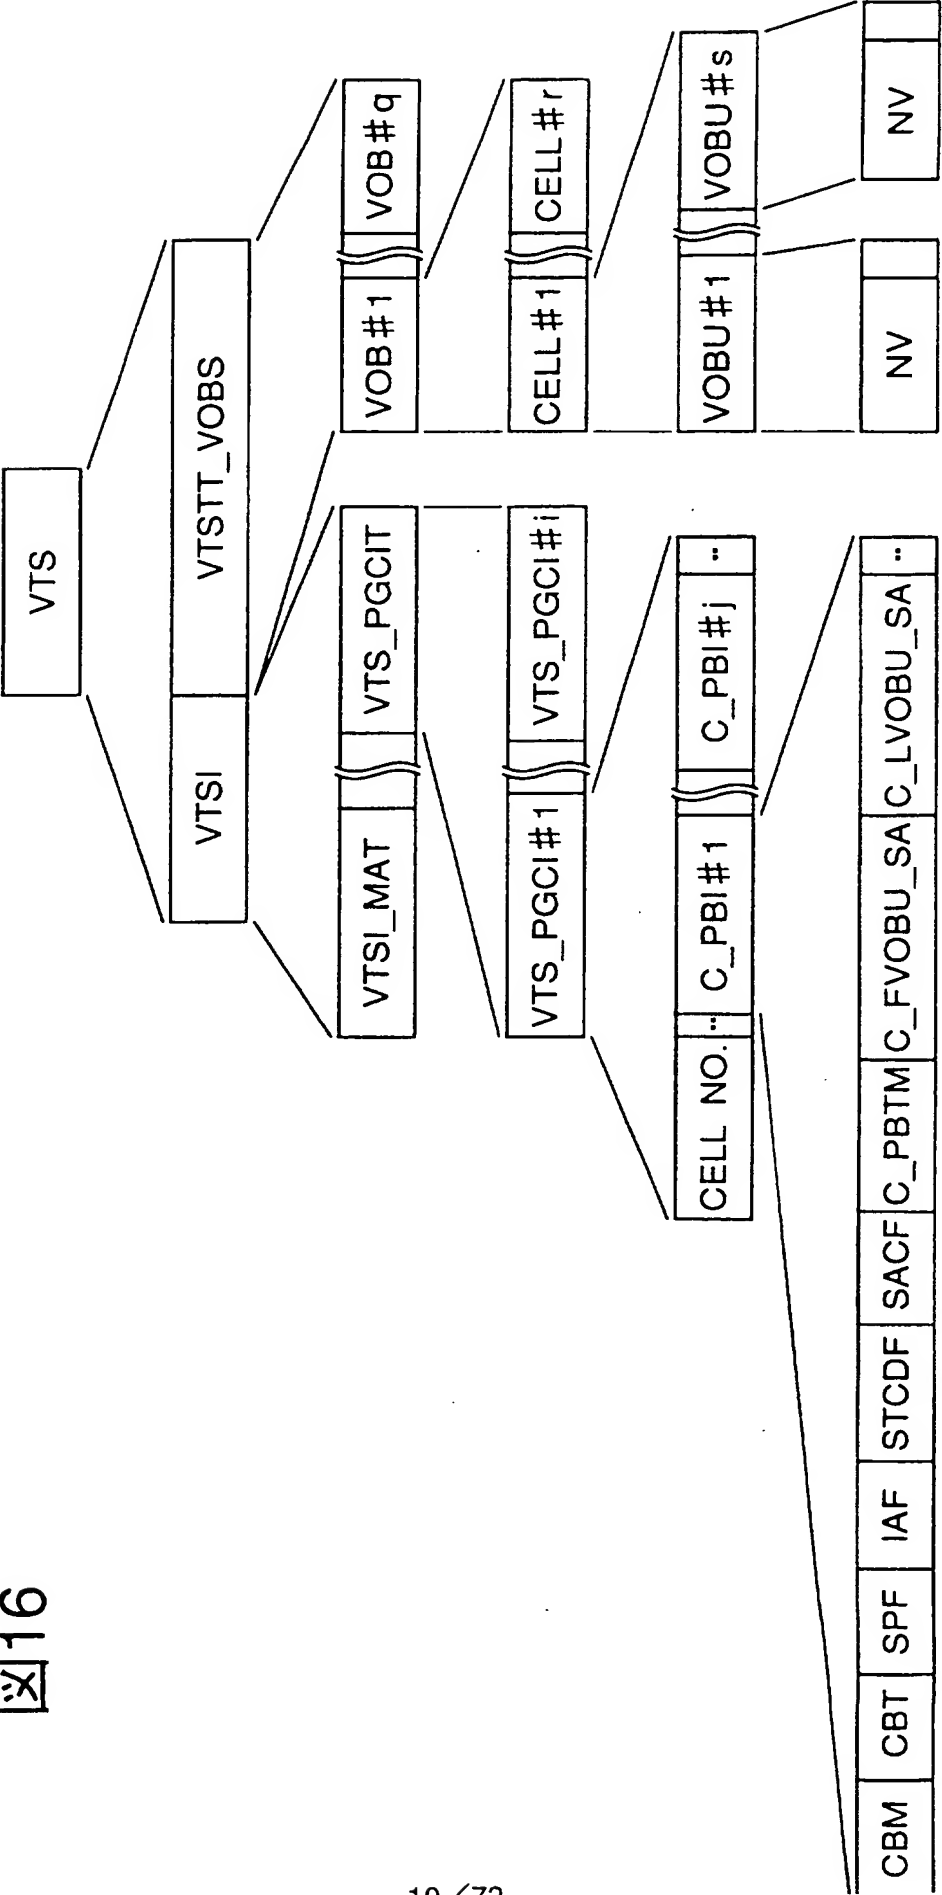 図16
VTS
VTSI VTSTT_VOBS
VTSI_MAT VTS_PGCIT VOB#1 VOB#q
VTS_PGCI#1 VTS_PGCI#i CELL#1 CELL#r
CELL NO. ‥ C_PBI#1 C_PBI#j ‥ VOBU#1 VOBU#s
CBM CBT SPF IAF STCDF SACF C_PBTM C_FVOBU_SA C_LVOBU_SA ‥ NV NV